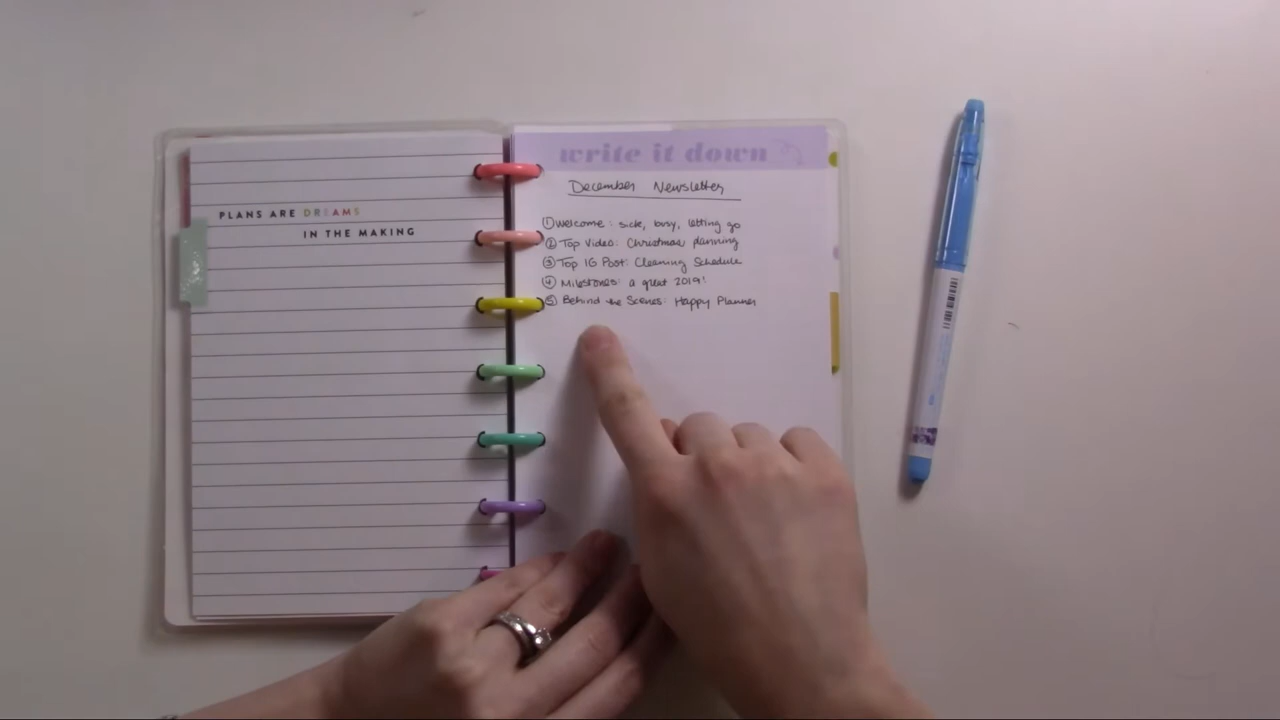 PLANS ARE DREAMS
IN THE MAKING
write it down
December Newsletter
① Welcome: sick, busy, letting go
② Top Video: Christmas planning
③ Top IG Post: Cleaning Schedule
④ Milestones: a great 2019!
⑤ Behind the Scenes: Happy Planner